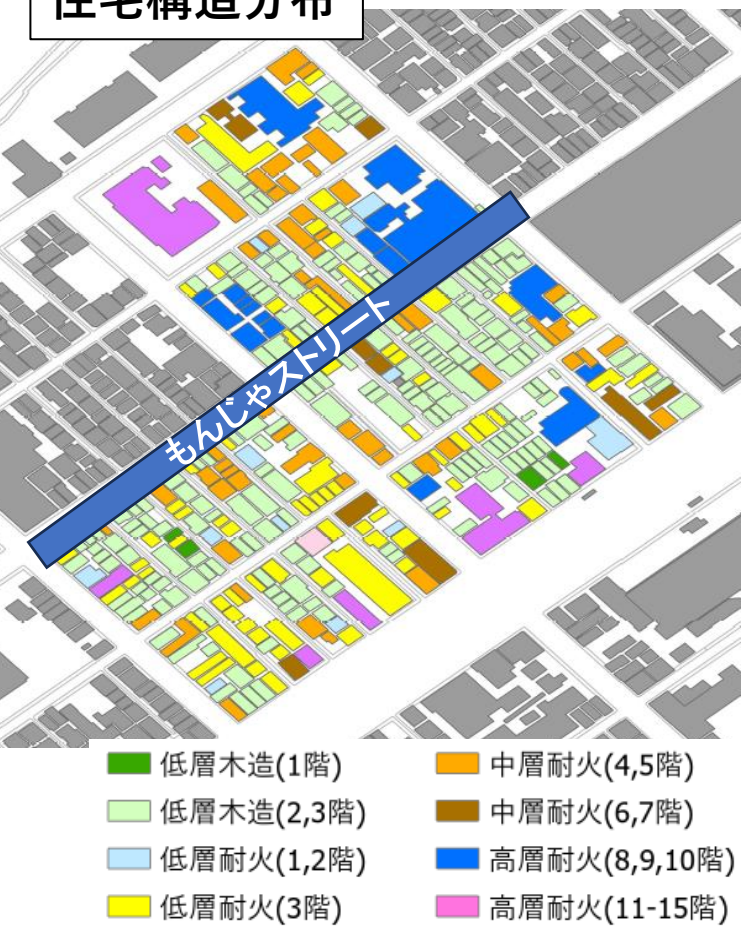 住宅構造分布
もんじゃストリート
低層木造(1階)
低層木造(2,3階)
低層耐火(1,2階)
低層耐火(3階)
中層耐火(4,5階)
中層耐火(6,7階)
高層耐火(8,9,10階)
高層耐火(11-15階)